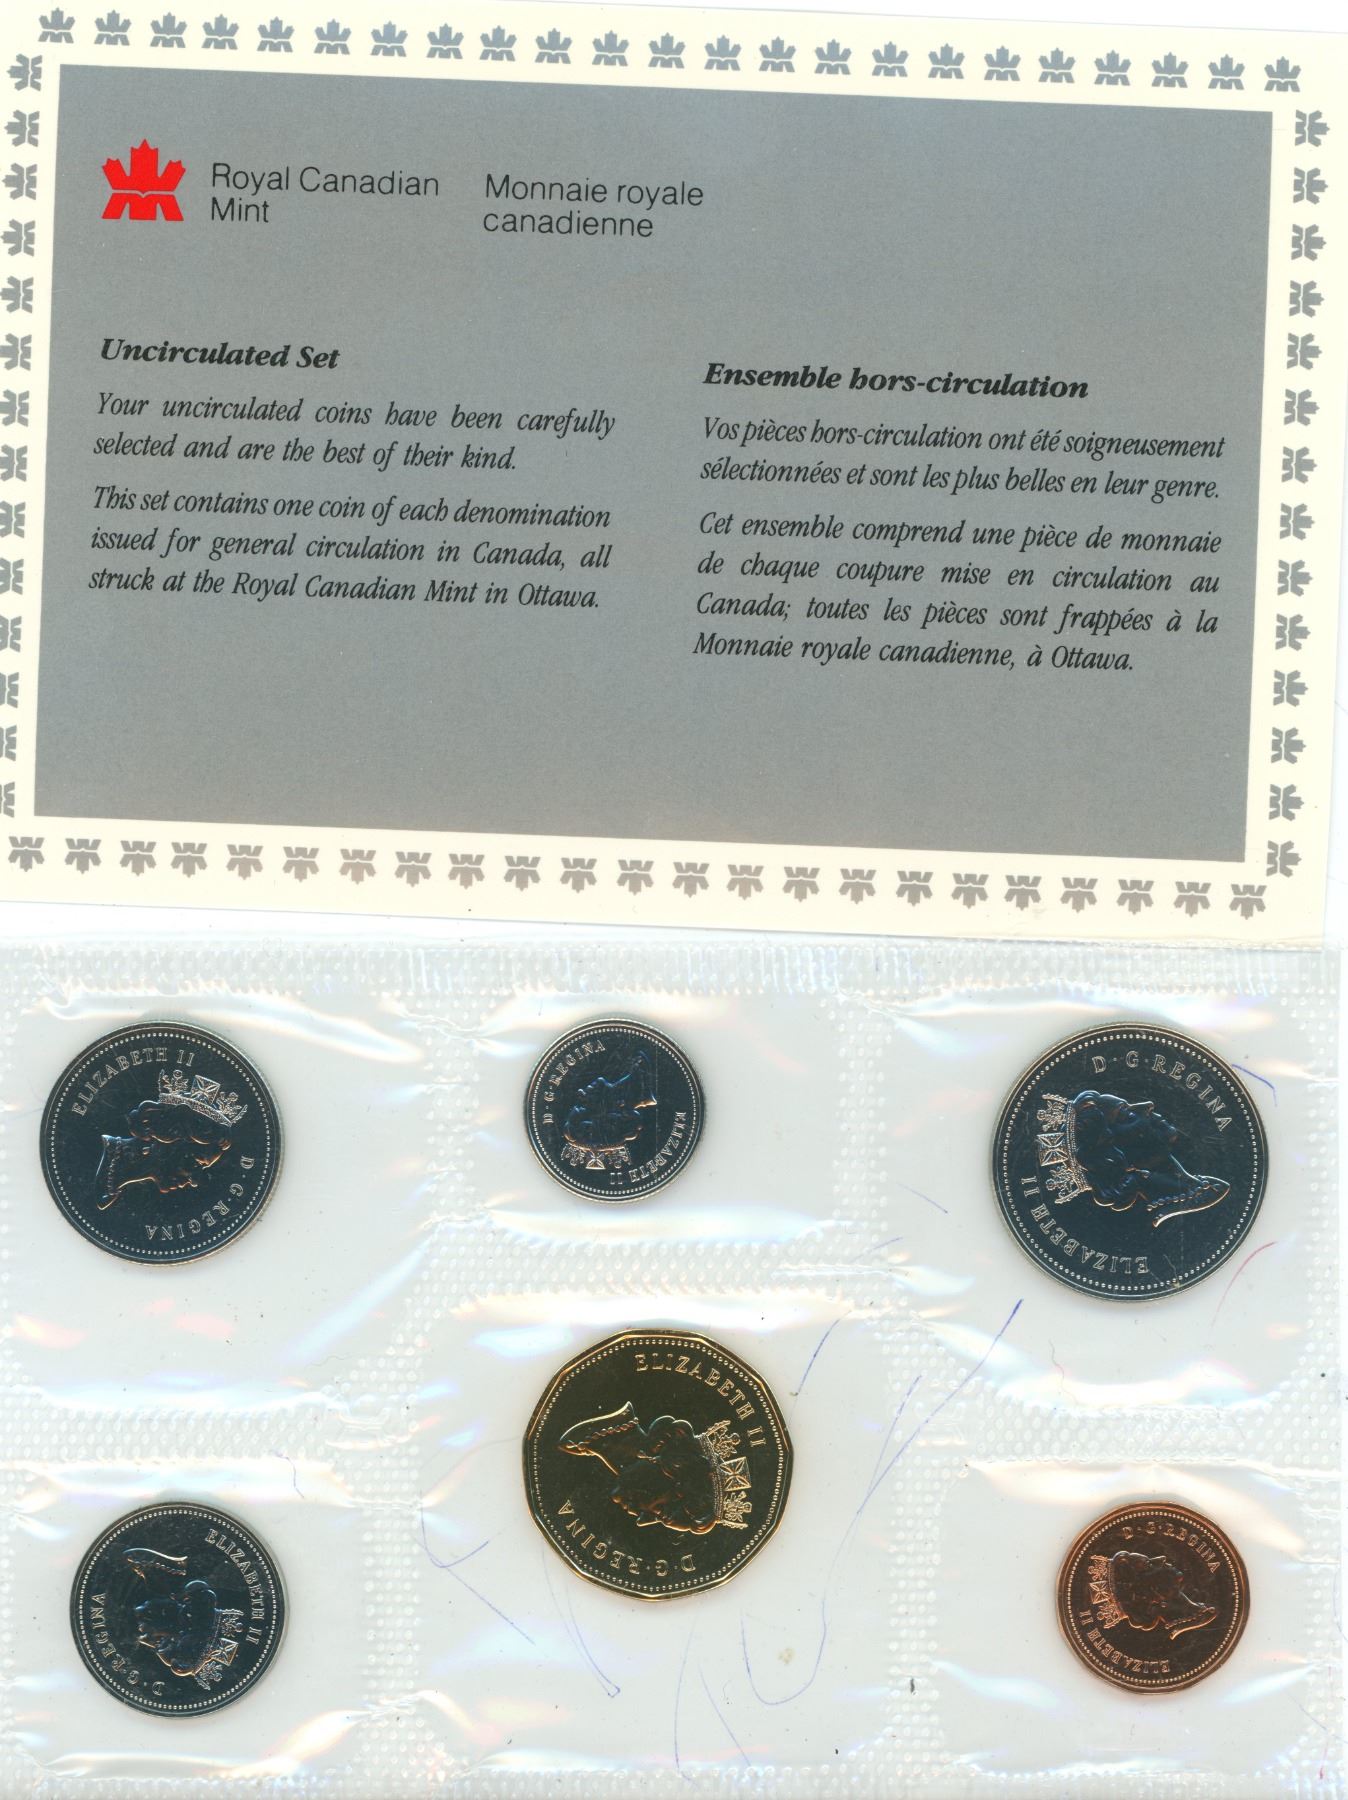 Royal Canadian
Mint
Monnaie royale
canadienne
Uncirculated Set
Your uncirculated coins have been carefully
selected and are the best of their kind.
This set contains one coin of each denomination
issued for general circulation in Canada, all
struck at the Royal Canadian Mint in Ottawa.
Ensemble hors-circulation
Vos pièces hors-circulation ont été soigneusement
sélectionnées et sont les plus belles en leur genre.
Cet ensemble comprend une pièce de monnaie
de chaque coupure mise en circulation au
Canada; toutes les pièces sont frappées à la
Monnaie royale canadienne, à Ottawa.
ELIZABETH II D·G·REGINA
ELIZABETH II D·G·REGINA
ELIZABETH II D·G·REGINA
ELIZABETH II D·G·REGINA
ELIZABETH II D·G·REGINA
ELIZABETH II D·G·REGINA